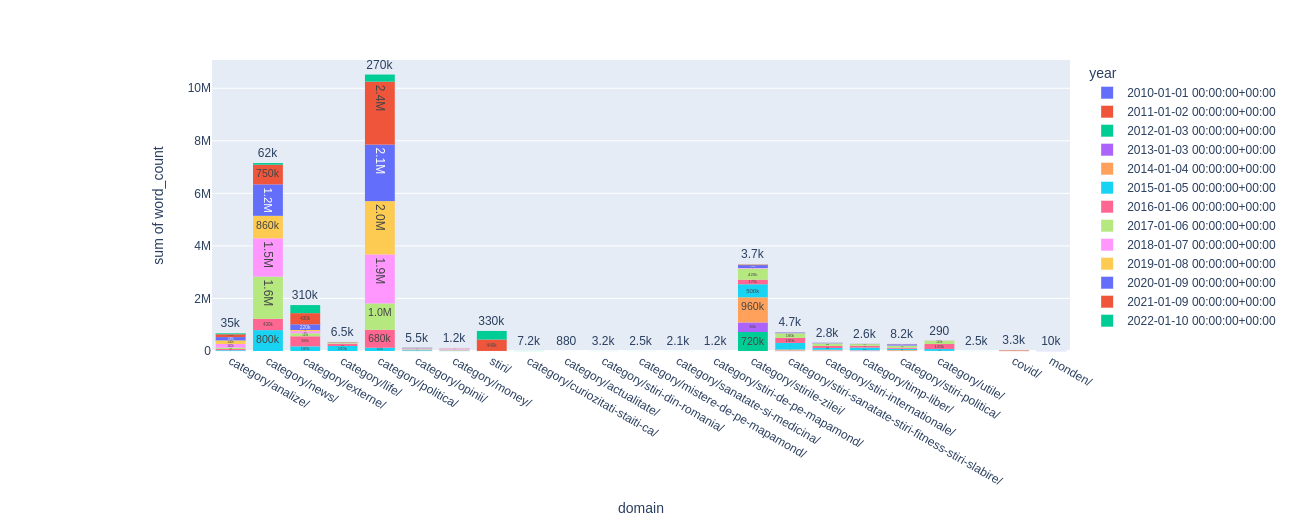 270k
10M
8M
6M
4M
2M
0
sum of word_count
35k
62k
750k
1.2M
860k
1.5M
1.6M
800k
310k
6.5k
2.4M
2.1M
2.0M
1.9M
1.0M
680k
5.5k
1.2k
330k
7.2k
880
3.2k
2.5k
2.1k
1.2k
3.7k
500k
960k
720k
4.7k
2.8k
2.6k
8.2k
290
2.5k
3.3k
10k
category/analize/
category/news/
category/externe/
category/life/
category/political/
category/opinii/
category/money/
stiri/
category/curiozitati-staiti-ca/
category/actualitate/
category/stiri-din-romania/
category/mistere-de-pe-mapamond/
category/sanatate-si-medicina/
category/stiri-de-pe-mapamond/
category/stirile-zilei/
category/stiri-sanatate-stiri-fitness-stiri-slabire/
category/stiri-internationale/
category/timp-liber/
category/stiri-politica/
category/utile/
covid/
monden/
domain
year
2010-01-01 00:00:00+00:00
2011-01-02 00:00:00+00:00
2012-01-03 00:00:00+00:00
2013-01-03 00:00:00+00:00
2014-01-04 00:00:00+00:00
2015-01-05 00:00:00+00:00
2016-01-06 00:00:00+00:00
2017-01-06 00:00:00+00:00
2018-01-07 00:00:00+00:00
2019-01-08 00:00:00+00:00
2020-01-09 00:00:00+00:00
2021-01-09 00:00:00+00:00
2022-01-10 00:00:00+00:00